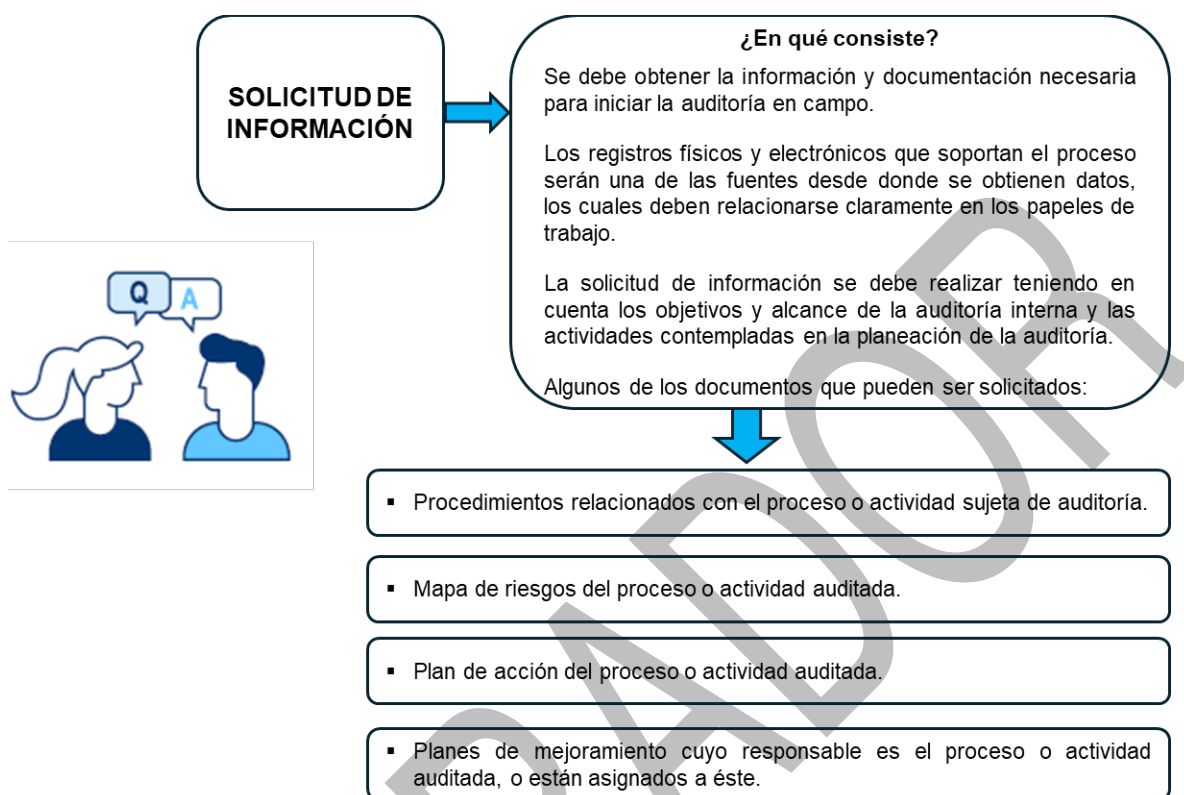 SOLICITUD DE
INFORMACIÓN
¿En qué consiste?
Se debe obtener la información y documentación necesaria
para iniciar la auditoría en campo.
Los registros físicos y electrónicos que soportan el proceso
serán una de las fuentes desde donde se obtienen datos,
los cuales deben relacionarse claramente en los papeles de
trabajo.
La solicitud de información se debe realizar teniendo en
cuenta los objetivos y alcance de la auditoría interna y las
actividades contempladas en la planeación de la auditoría.
Algunos de los documentos que pueden ser solicitados:
Q A
▪ Procedimientos relacionados con el proceso o actividad sujeta de auditoría.
▪ Mapa de riesgos del proceso o actividad auditada.
▪ Plan de acción del proceso o actividad auditada.
▪ Planes de mejoramiento cuyo responsable es el proceso o actividad
auditada, o están asignados a éste.
RADOR